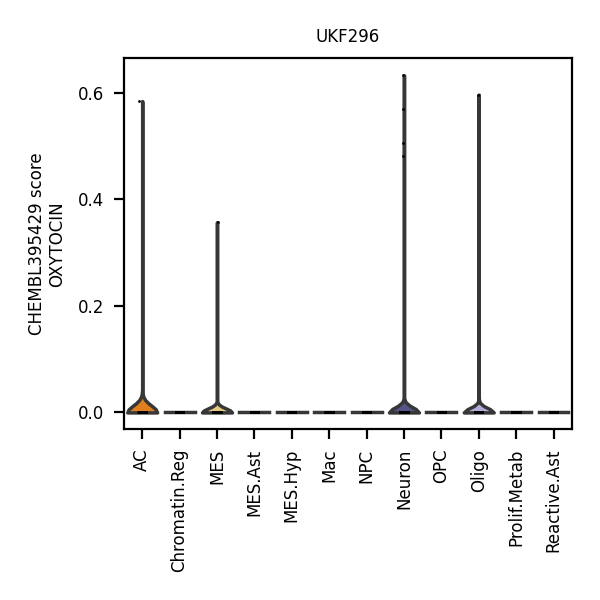 UKF296
CHEMBL395429 score
OXYTOCIN
0.6
0.4
0.2
0.0
AC
Chromatin.Reg
MES
MES.Ast
MES.Hyp
Mac
NPC
Neuron
OPC
Oligo
Prolif.Metab
Reactive.Ast